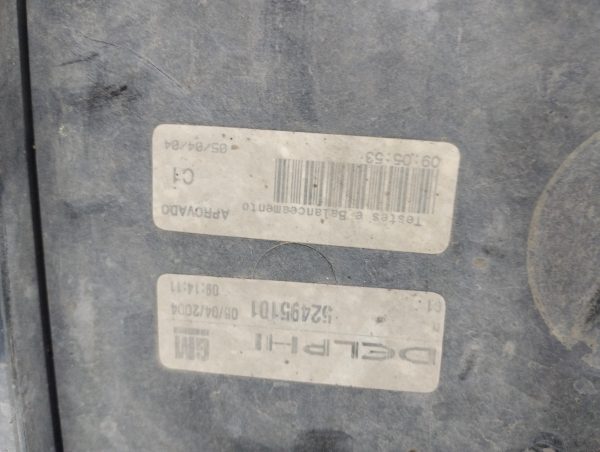 DELPHI GM
52495101 05/04/2004
01 09:14:11
Testes e Balanceamento APROVADO
C1
09:05:53 05/04/04